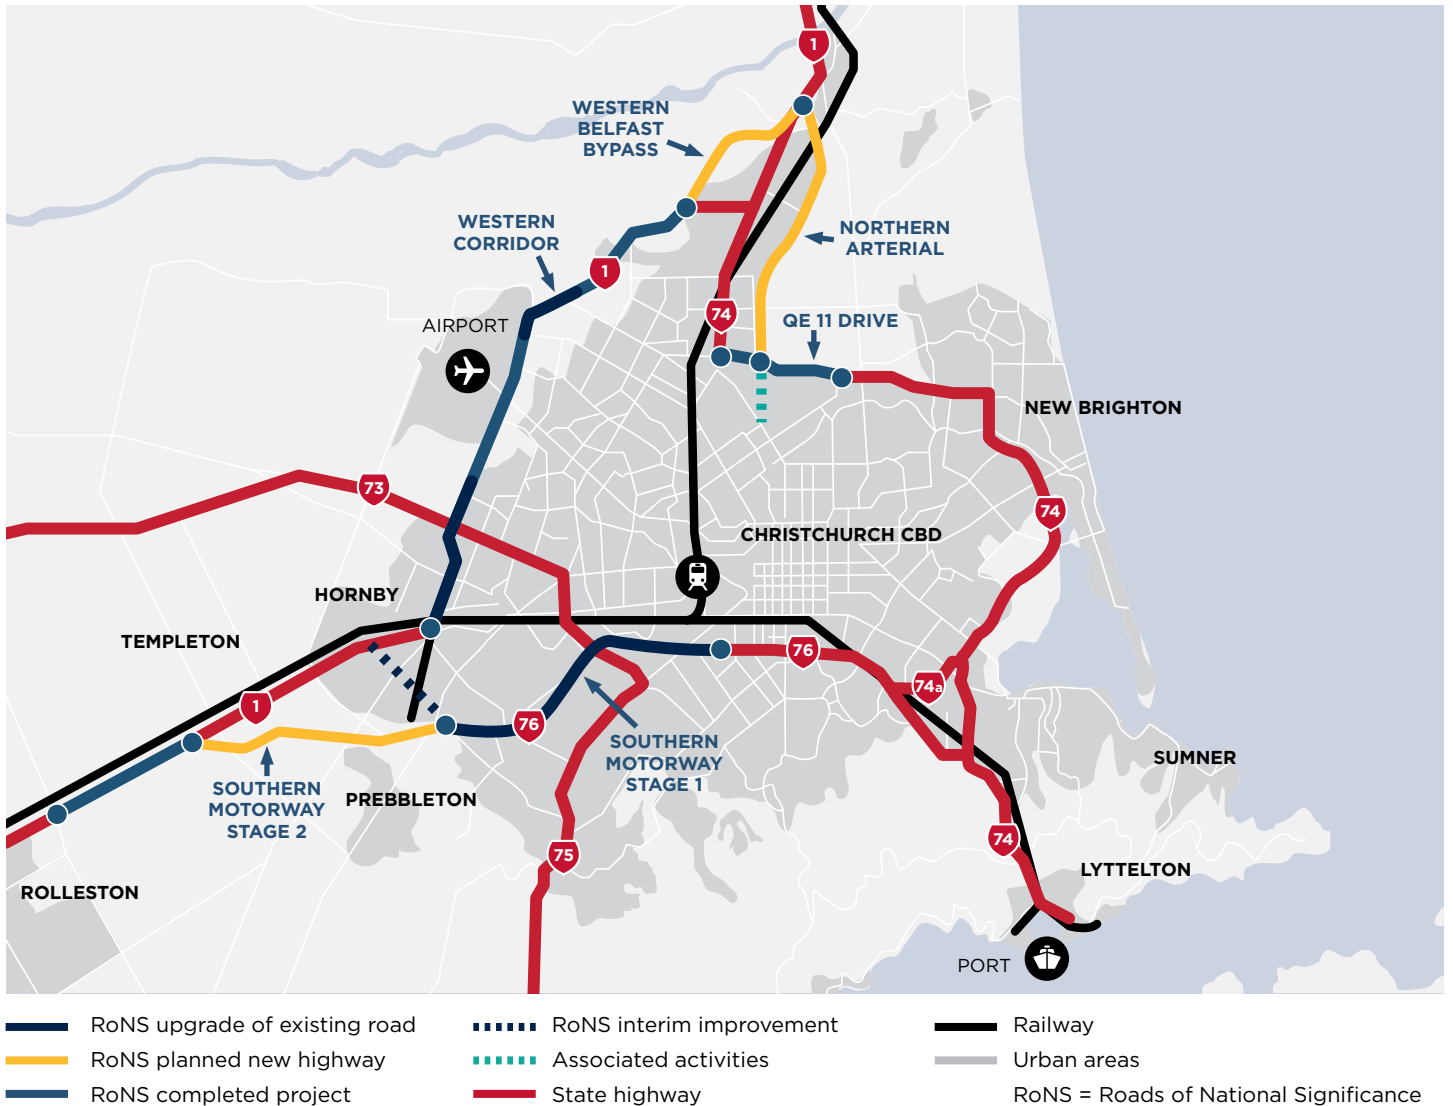 1
WESTERN
BELFAST
BYPASS
WESTERN
CORRIDOR
NORTHERN
ARTERIAL
1
74
QE 11 DRIVE
AIRPORT
NEW BRIGHTON
73
74
CHRISTCHURCH CBD
HORNBY
TEMPLETON
76
74a
1
76
SOUTHERN
MOTORWAY
STAGE 1
SUMNER
SOUTHERN
MOTORWAY
STAGE 2
PREBBLETON
74
75
LYTTELTON
ROLLESTON
PORT
RoNS upgrade of existing road
RoNS planned new highway
RoNS completed project
RoNS interim improvement
Associated activities
State highway
Railway
Urban areas
RoNS = Roads of National Significance